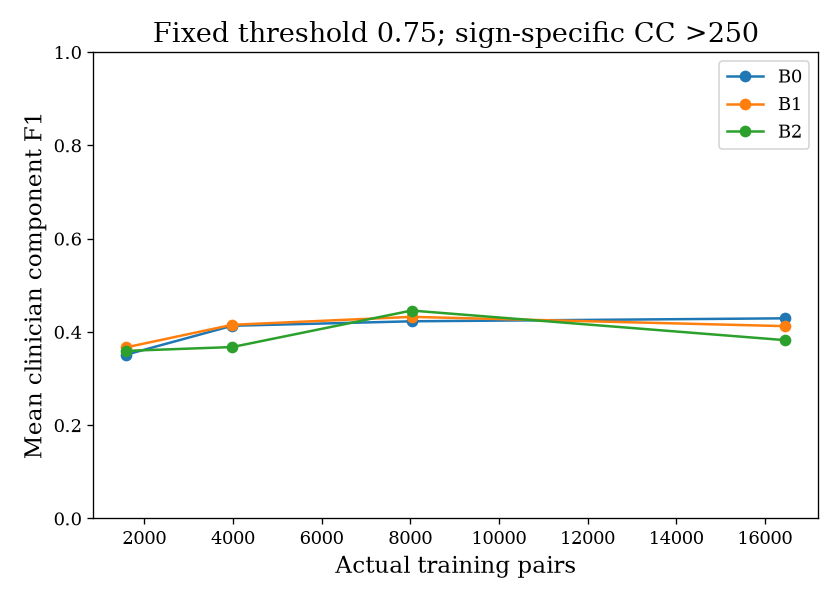 Fixed threshold 0.75; sign-specific CC >250
Mean clinician component F1
1.0
0.8
0.6
0.4
0.2
0.0
B0
B1
B2
2000 4000 6000 8000 10000 12000 14000 16000
Actual training pairs